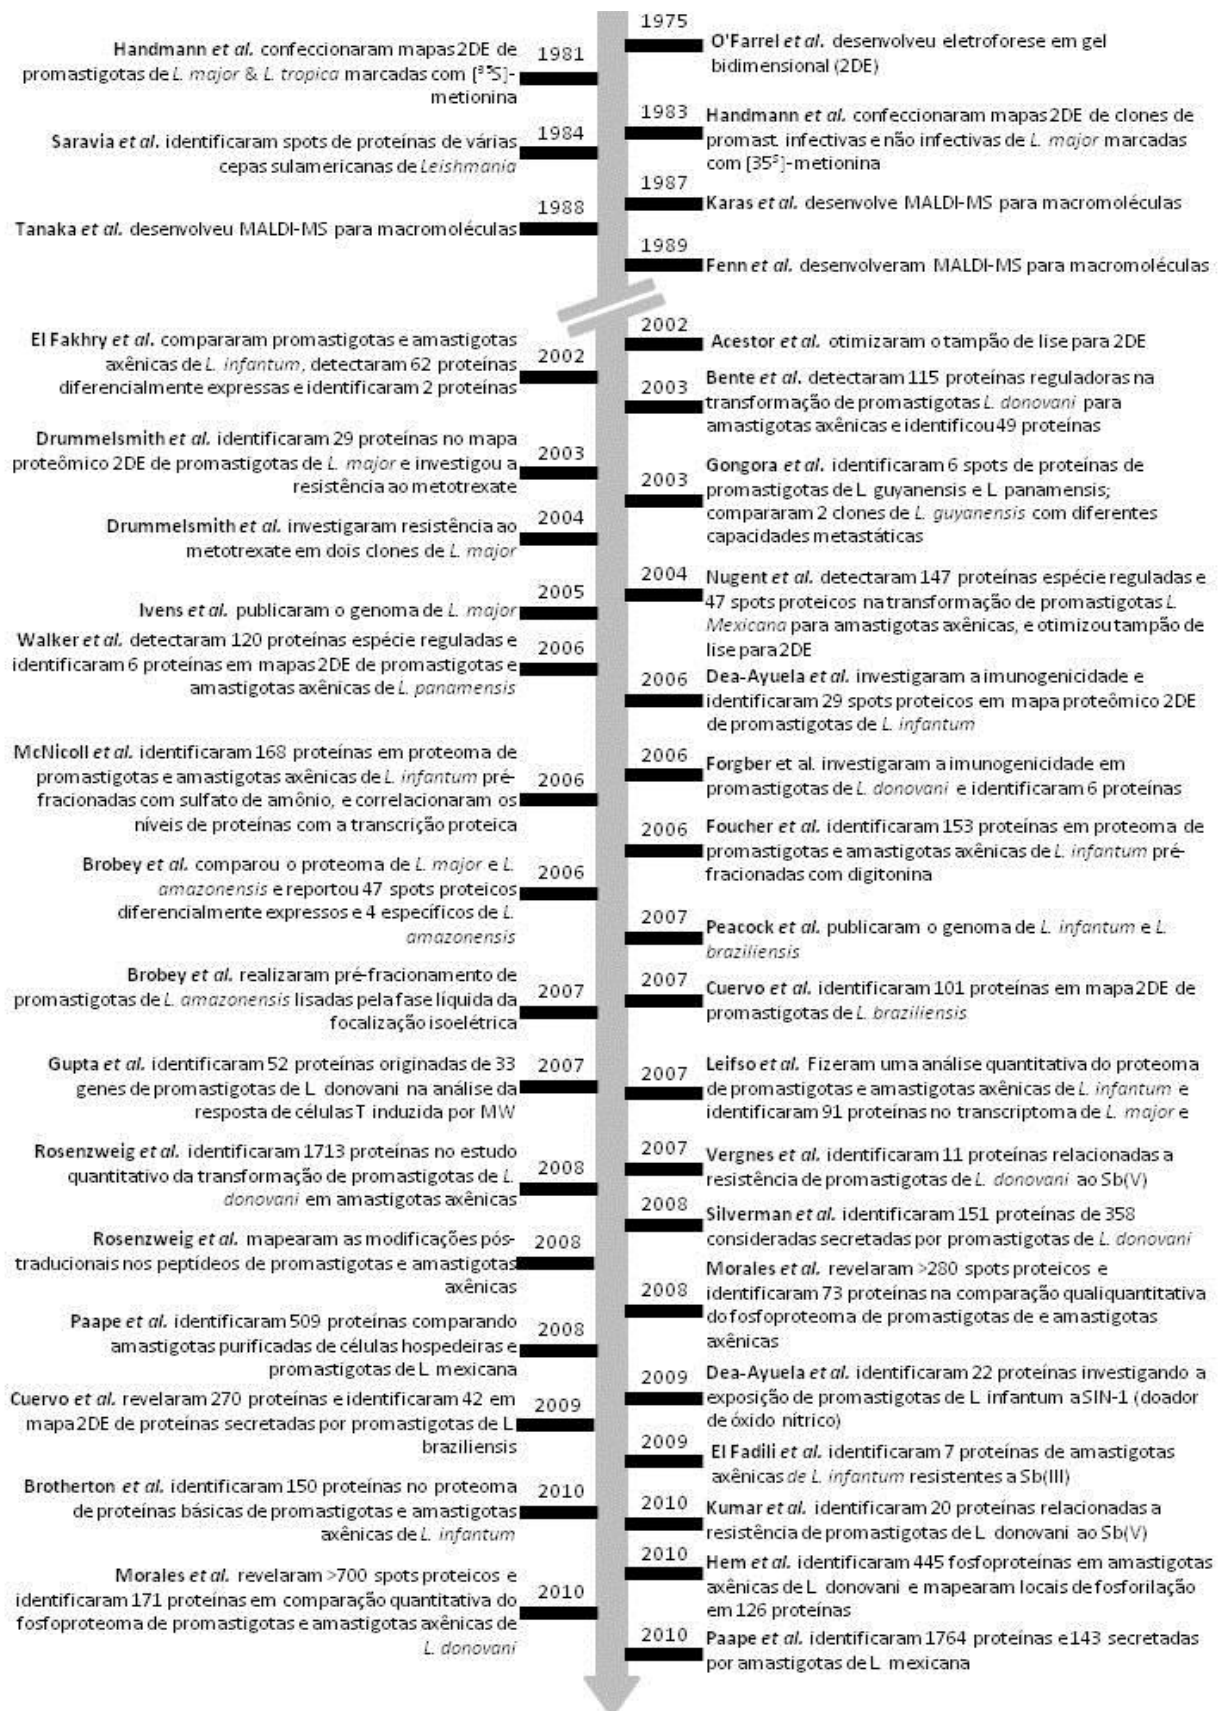 1975
O'Farrel et al. desenvolveu eletroforese em gel
bidimensional (2DE)
1981
Handmann et al. confeccionaram mapas 2DE de
promastigotas de L. major & L. tropica marcadas com [³⁵S]-
metionina
1983
Handmann et al. confeccionaram mapas 2DE de clones de
promast. infectivas e não infectivas de L. major marcadas
com [35ˢ]-metionina
1984
Saravia et al. identificaram spots de proteínas de várias
cepas sulamericanas de Leishmania
1987
Karas et al. desenvolve MALDI-MS para macromoléculas
1988
Tanaka et al. desenvolveu MALDI-MS para macromoléculas
1989
Fenn et al. desenvolveram MALDI-MS para macromoléculas
2002
Acestor et al. otimizaram o tampão de lise para 2DE
2002
El Fakhry et al. compararam promastigotas e amastigotas
axênicas de L. infantum, detectaram 62 proteínas
diferencialmente expressas e identificaram 2 proteínas
2003
Bente et al. detectaram 115 proteínas reguladoras na
transformação de promastigotas L. donovani para
amastigotas axênicas e identificou 49 proteínas
2003
Drummelsmith et al. identificaram 29 proteínas no mapa
proteômico 2DE de promastigotas de L. major e investigou a
resistência ao metotrexate
2003
Gongora et al. identificaram 6 spots de proteínas de
promastigotas de L. guyanensis e L. panamensis;
compararam 2 clones de L. guyanensis com diferentes
capacidades metastáticas
2004
Drummelsmith et al. investigaram resistência ao
metotrexate em dois clones de L. major
2004
Nugent et al. detectaram 147 proteínas espécie reguladas e
47 spots proteicos na transformação de promastigotas L.
Mexicana para amastigotas axênicas, e otimizou tampão de
lise para 2DE
2005
Ivens et al. publicaram o genoma de L. major
2006
Walker et al. detectaram 120 proteínas espécie reguladas e
identificaram 6 proteínas em mapas 2DE de promastigotas e
amastigotas axênicas de L. panamensis
2006
Dea-Ayuela et al. investigaram a imunogenicidade e
identificaram 29 spots proteicos em mapa proteômico 2DE
de promastigotas de L. infantum
2006
McNicoll et al. identificaram 168 proteínas em proteoma de
promastigotas e amastigotas axênicas de L. infantum pré-
fracionadas com sulfato de amônio, e correlacionaram os
níveis de proteínas com a transcrição proteica
2006
Forgber et al. investigaram a imunogenicidade em
promastigotas de L. donovani e identificaram 6 proteínas
2006
Foucher et al. identificaram 153 proteínas em proteoma de
promastigotas e amastigotas axênicas de L. infantum pré-
fracionadas com digitonina
2006
Brobey et al. comparou o proteoma de L. major e L.
amazonensis e reportou 47 spots proteicos
diferencialmente expressos e 4 específicos de L.
amazonensis
2007
Peacock et al. publicaram o genoma de L. infantum e L.
braziliensis
2007
Brobey et al. realizaram pré-fracionamento de
promastigotas de L. amazonensis lisadas pela fase líquida da
focalização isoelétrica
2007
Cuervo et al. identificaram 101 proteínas em mapa 2DE de
promastigotas de L. braziliensis
2007
Gupta et al. identificaram 52 proteínas originadas de 33
genes de promastigotas de L. donovani na análise da
resposta de células T induzida por MW
2007
Leifso et al. Fizeram uma análise quantitativa do proteoma
de promastigotas e amastigotas axênicas de L. infantum e
identificaram 91 proteínas no transcriptoma de L. major e
2007
Vergnes et al. identificaram 11 proteínas relacionadas a
resistência de promastigotas de L. donovani ao Sb(V)
2008
Rosenzweig et al. identificaram 1713 proteínas no estudo
quantitativo da transformação de promastigotas de L.
donovani em amastigotas axênicas
2008
Silverman et al. identificaram 151 proteínas de 358
consideradas secretadas por promastigotas de L. donovani
2008
Rosenzweig et al. mapearam as modificações pós-
traducionais nos peptídeos de promastigotas e amastigotas
axênicas
2008
Morales et al. revelaram >280 spots proteicos e
identificaram 73 proteínas na comparação qualiquantitativa
do fosfoproteoma de promastigotas de e amastigotas
axênicas
2008
Paape et al. identificaram 509 proteínas comparando
amastigotas purificadas de células hospedeiras e
promastigotas de L. mexicana
2009
Dea-Ayuela et al. identificaram 22 proteínas investigando a
exposição de promastigotas de L. infantum a SIN-1 (doador
de óxido nítrico)
2009
Cuervo et al. revelaram 270 proteínas e identificaram 42 em
mapa 2DE de proteínas secretadas por promastigotas de L.
braziliensis
2009
El Fadili et al. identificaram 7 proteínas de amastigotas
axênicas de L. infantum resistentes a Sb(III)
2010
Brotherton et al. identificaram 150 proteínas no proteoma
de proteínas básicas de promastigotas e amastigotas
axênicas de L. infantum
2010
Kumar et al. identificaram 20 proteínas relacionadas a
resistência de promastigotas de L. donovani ao Sb(V)
2010
Hem et al. identificaram 445 fosfoproteínas em amastigotas
axênicas de L. donovani e mapearam locais de fosforilação
em 126 proteínas
2010
Morales et al. revelaram >700 spots proteicos e
identificaram 171 proteínas em comparação quantitativa do
fosfoproteoma de promastigotas e amastigotas axênicas de
L. donovani
2010
Paape et al. identificaram 1764 proteínas e 143 secretadas
por amastigotas de L. mexicana